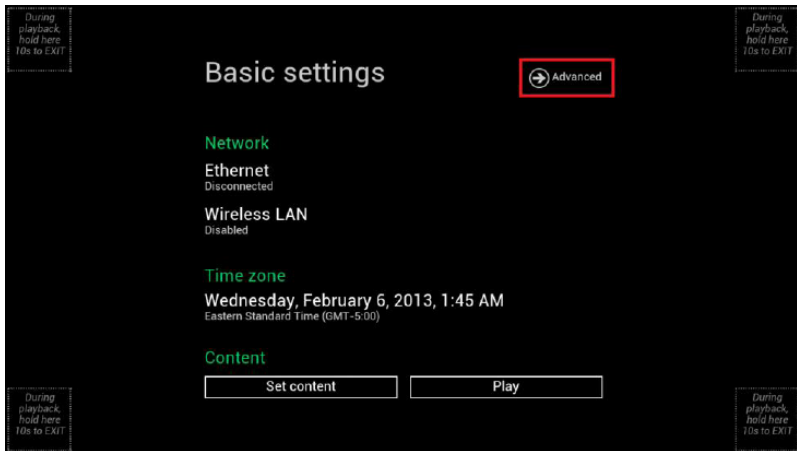 During
playback,
hold here
10s to EXIT
During
playback,
hold here
10s to EXIT
Basic settings
Advanced
Network
Ethernet
Disconnected
Wireless LAN
Disabled
Time zone
Wednesday, February 6, 2013, 1:45 AM
Eastern Standard Time (GMT-5:00)
Content
Set content
Play
During
playback,
hold here
10s to EXIT
During
playback,
hold here
10s to EXIT